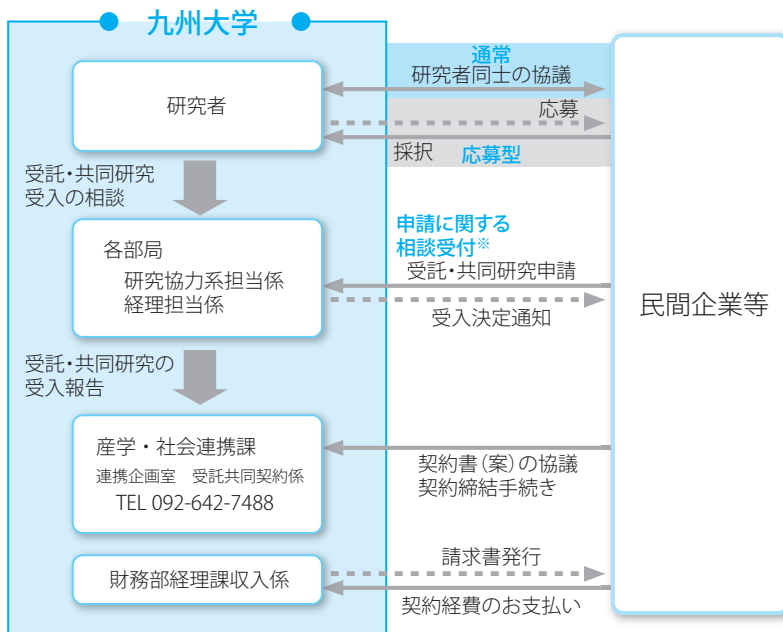 九州大学
通常
研究者同士の協議
研究者
応募
採択 応募型
受託・共同研究
受入の相談
申請に関する
相談受付※
各部局
研究協力系担当係
経理担当係
受託・共同研究申請
受入決定通知
民間企業等
受託・共同研究の
受入報告
産学・社会連携課
連携企画室 受託共同契約係
TEL 092-642-7488
契約書(案)の協議
契約締結手続き
請求書発行
財務部経理課収入係
契約経費のお支払い